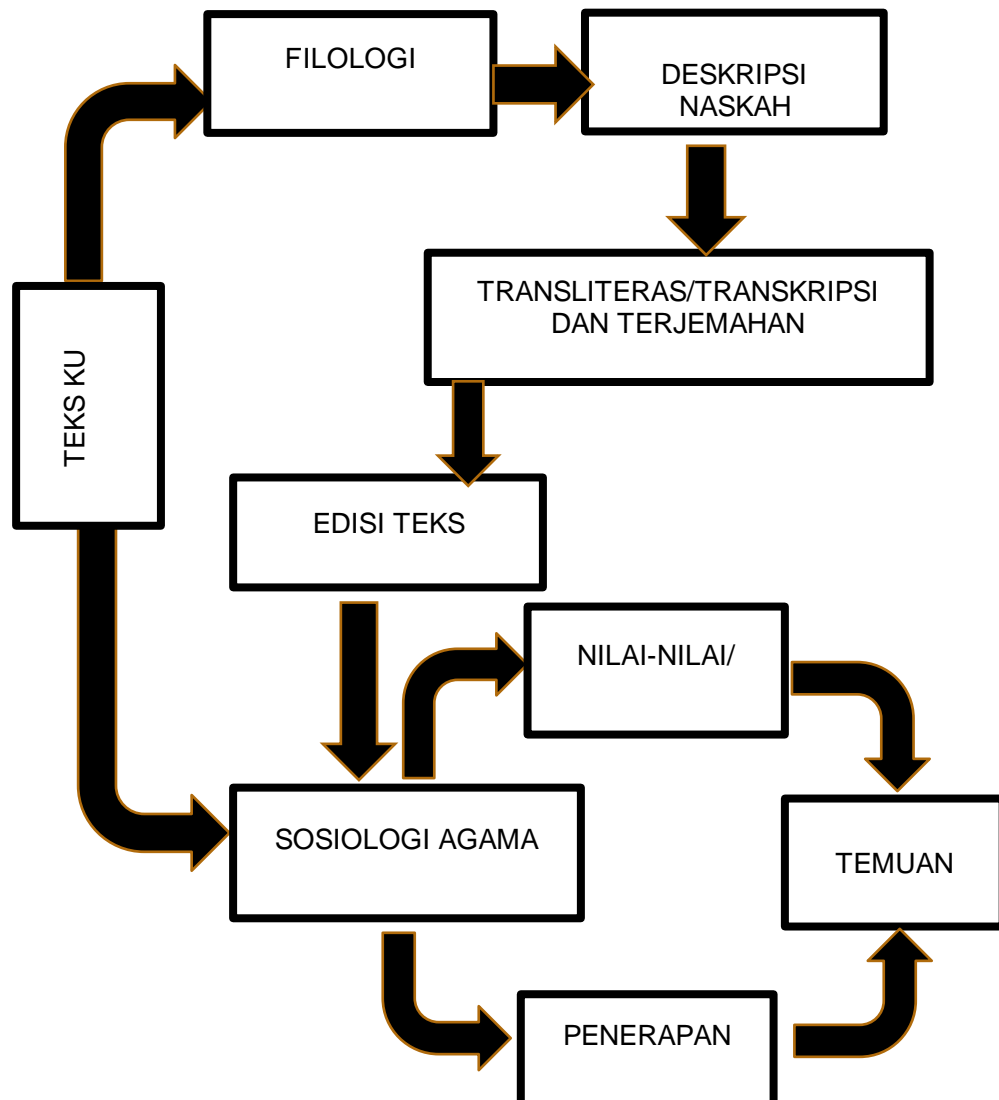 FILOLOGI
DESKRIPSI
NASKAH
TRANSLITERAS/TRANSKRIPSI
DAN TERJEMAHAN
TEKS KU
EDISI TEKS
NILAI-NILAI/
SOSIOLOGI AGAMA
TEMUAN
PENERAPAN